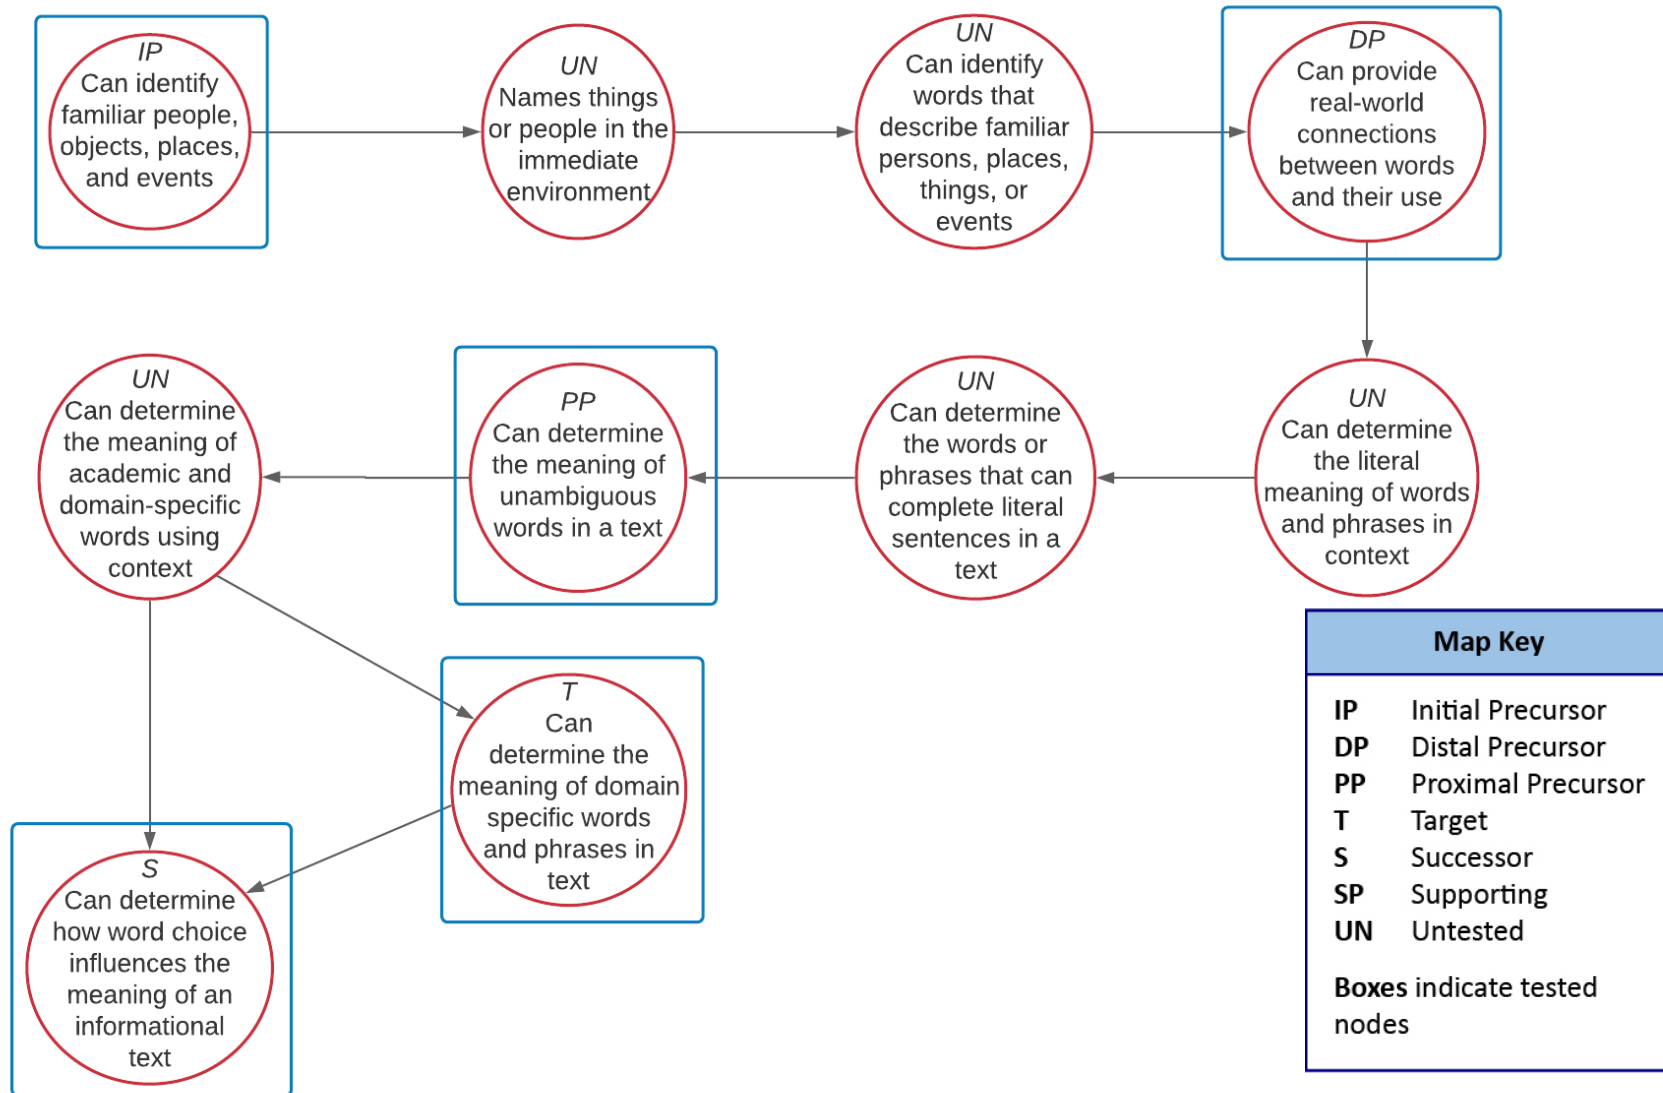 IP
Can identify
familiar people,
objects, places,
and events
UN
Names things
or people in the
immediate
environment
UN
Can identify
words that
describe familiar
persons, places,
things, or
events
DP
Can provide
real-world
connections
between words
and their use
UN
Can determine
the literal
meaning of words
and phrases in
context
UN
Can determine
the words or
phrases that can
complete literal
sentences in a
text
PP
Can determine
the meaning of
unambiguous
words in a text
UN
Can determine
the meaning of
academic and
domain-specific
words using
context
T
Can
determine the
meaning of domain
specific words
and phrases in
text
S
Can determine
how word choice
influences the
meaning of an
informational
text
Map Key
IP Initial Precursor
DP Distal Precursor
PP Proximal Precursor
T Target
S Successor
SP Supporting
UN Untested
Boxes indicate tested
nodes